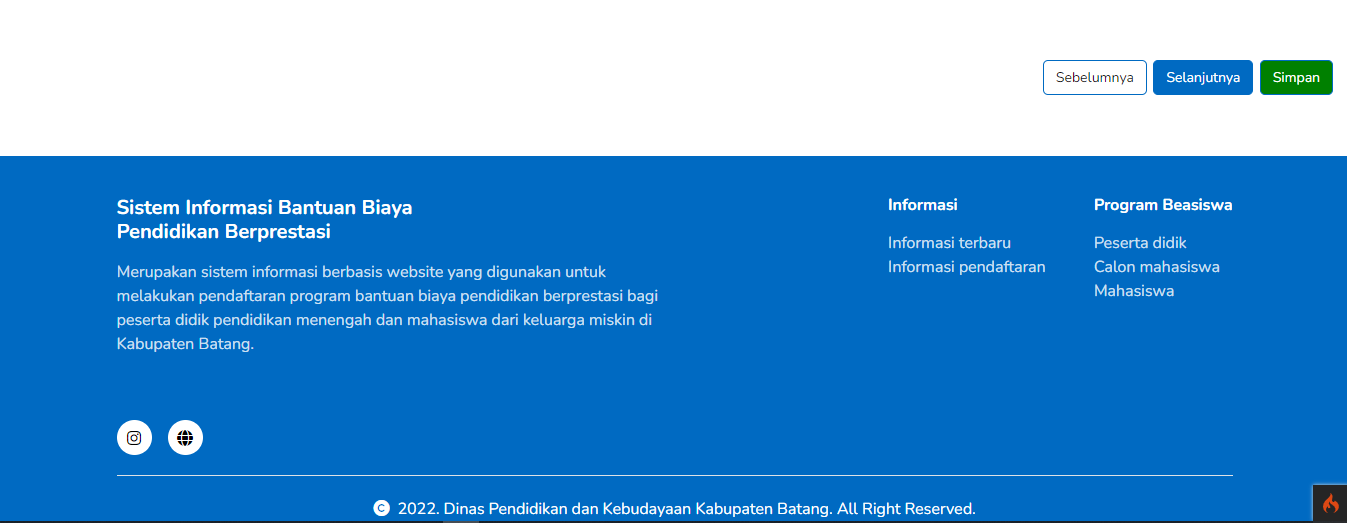 Sebelumnya Selanjutnya Simpan
Sistem Informasi Bantuan Biaya
Pendidikan Berprestasi
Merupakan sistem informasi berbasis website yang digunakan untuk
melakukan pendaftaran program bantuan biaya pendidikan berprestasi bagi
peserta didik pendidikan menengah dan mahasiswa dari keluarga miskin di
Kabupaten Batang.
Informasi
Informasi terbaru
Informasi pendaftaran
Program Beasiswa
Peserta didik
Calon mahasiswa
Mahasiswa
© 2022. Dinas Pendidikan dan Kebudayaan Kabupaten Batang. All Right Reserved.